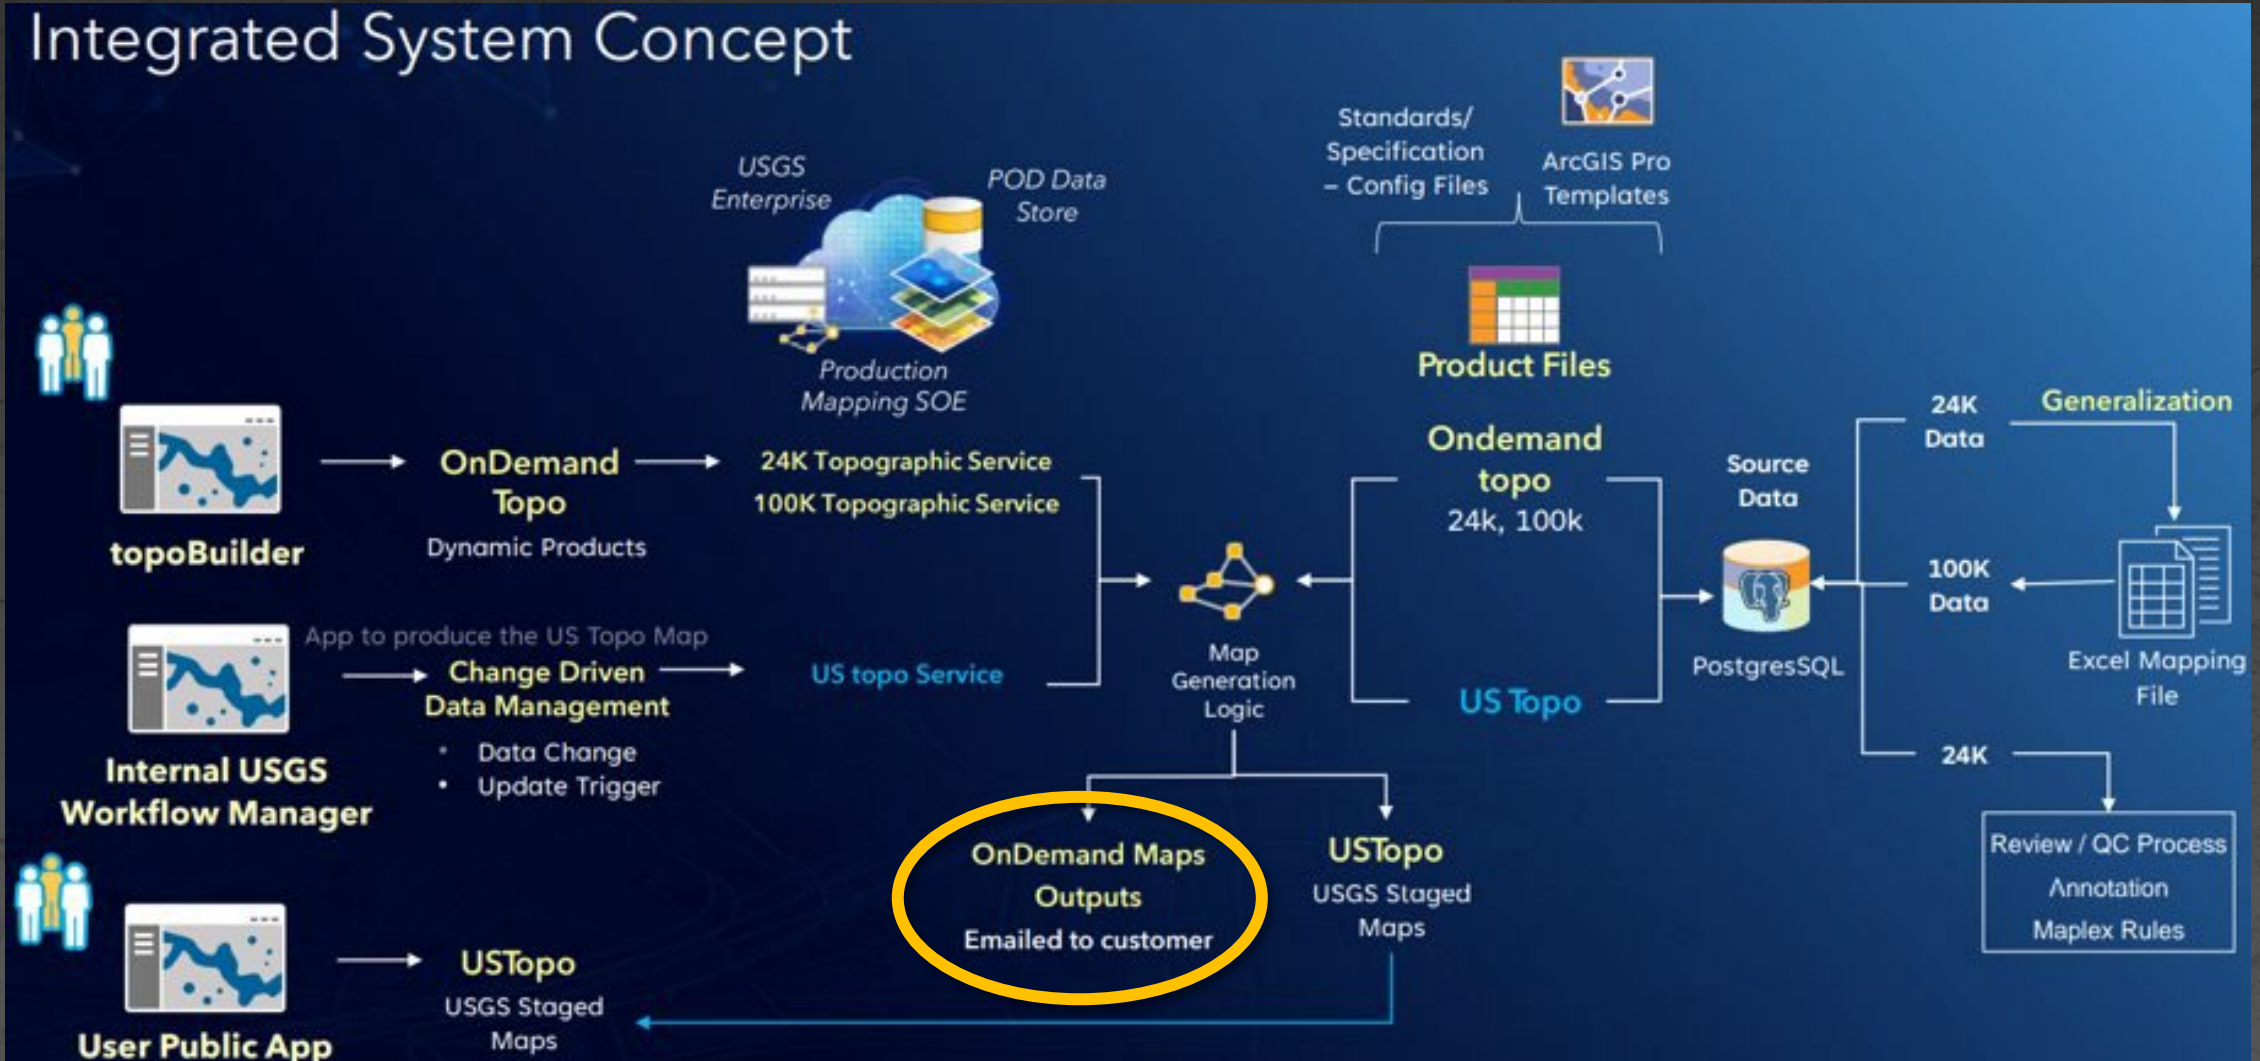 Integrated System Concept
USGS
Enterprise
POD Data
Store
Production
Mapping SOE
Standards/
Specification
– Config Files
ArcGIS Pro
Templates
Product Files
topoBuilder
OnDemand
Topo
Dynamic Products
24K Topographic Service
100K Topographic Service
Ondemand
topo
24k, 100k
Source
Data
24K
Data
Generalization
100K
Data
Excel Mapping
File
PostgresSQL
Map
Generation
Logic
App to produce the US Topo Map
Change Driven
Data Management
• Data Change
• Update Trigger
US topo Service
US Topo
Internal USGS
Workflow Manager
24K
Review / QC Process
Annotation
Maplex Rules
OnDemand Maps
Outputs
Emailed to customer
USTopo
USGS Staged
Maps
USTopo
USGS Staged
Maps
User Public App